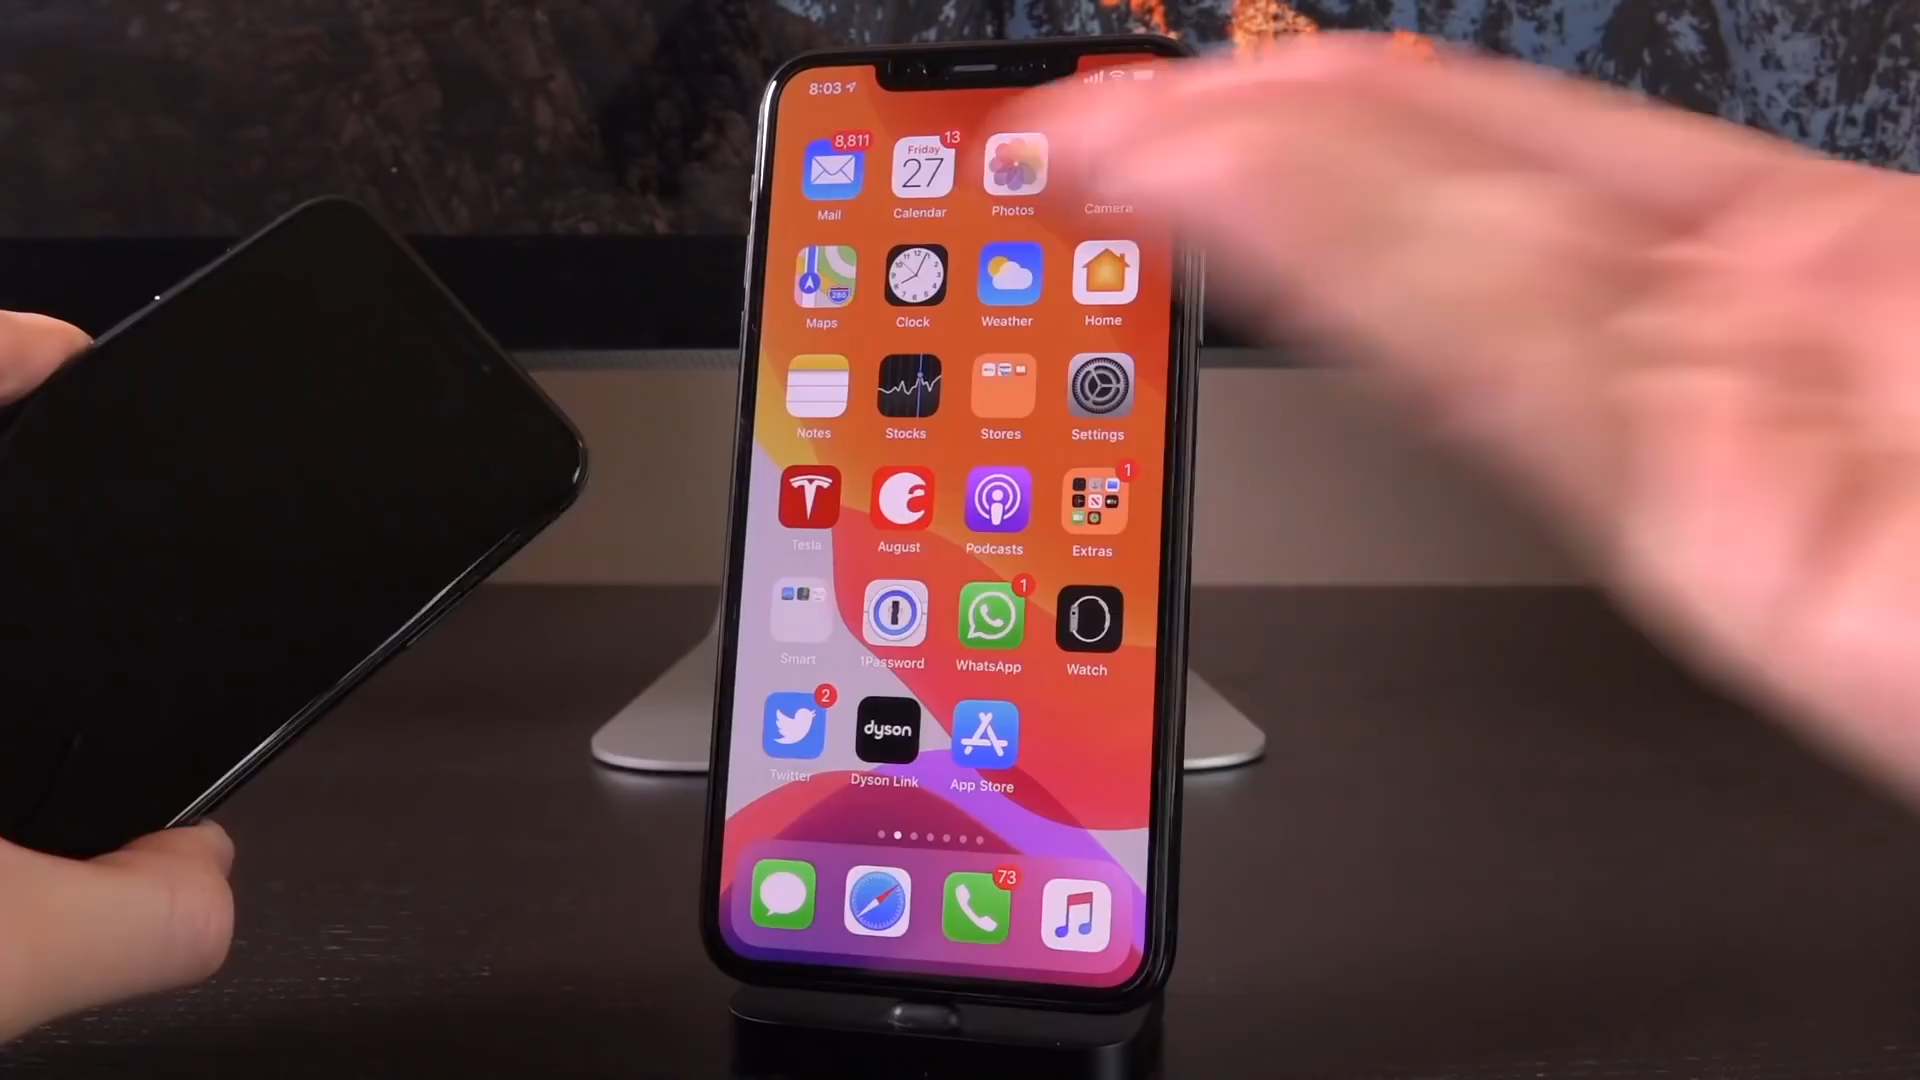 8:03
8,811
13
Friday
27
Mail
Calendar
Photos
Camera
280
Maps
Clock
Weather
Home
Notes
Stocks
Stores
Settings
1
Tesla
August
Podcasts
Extras
1
Smart
1Password
WhatsApp
Watch
2
dyson
Twitter
Dyson Link
App Store
73